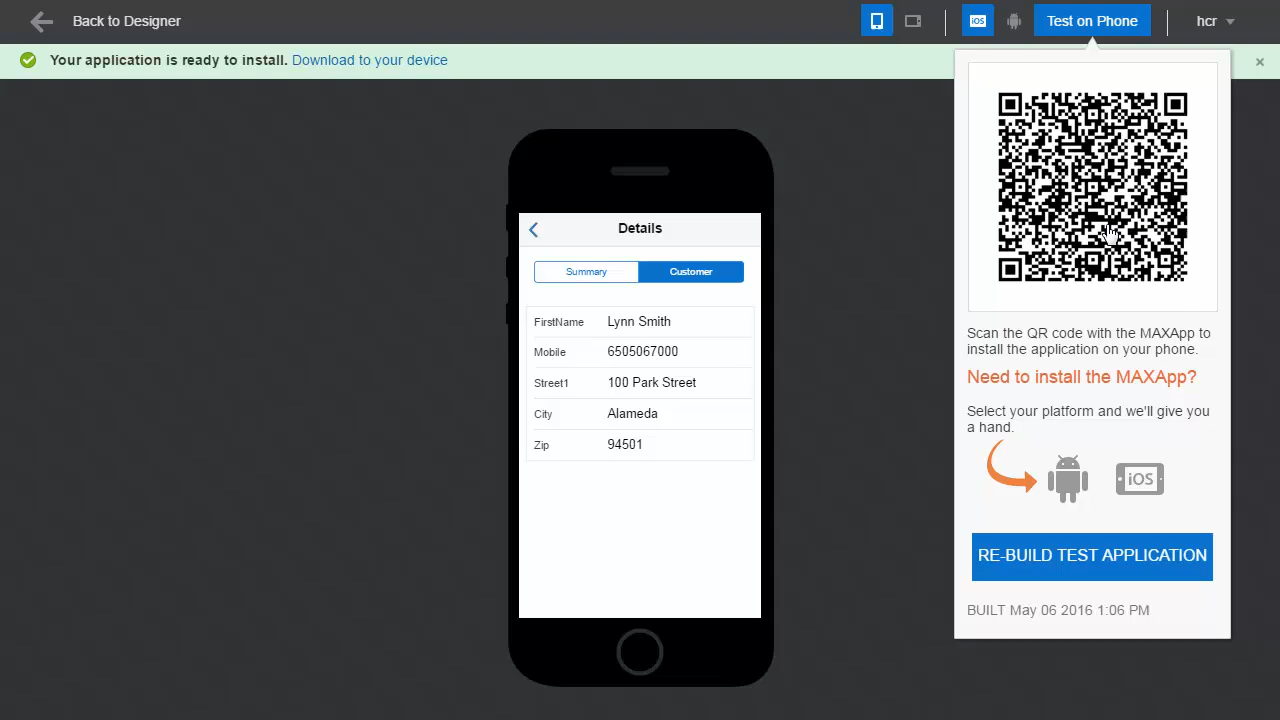 Back to Designer
iOS
Test on Phone
hcr
Your application is ready to install. Download to your device
Details
Summary
Customer
FirstName Lynn Smith
Mobile 6505067000
Street1 100 Park Street
City Alameda
Zip 94501
Scan the QR code with the MAXApp to
install the application on your phone.
Need to install the MAXApp?
Select your platform and we'll give you
a hand.
iOS
RE-BUILD TEST APPLICATION
BUILT May 06 2016 1:06 PM